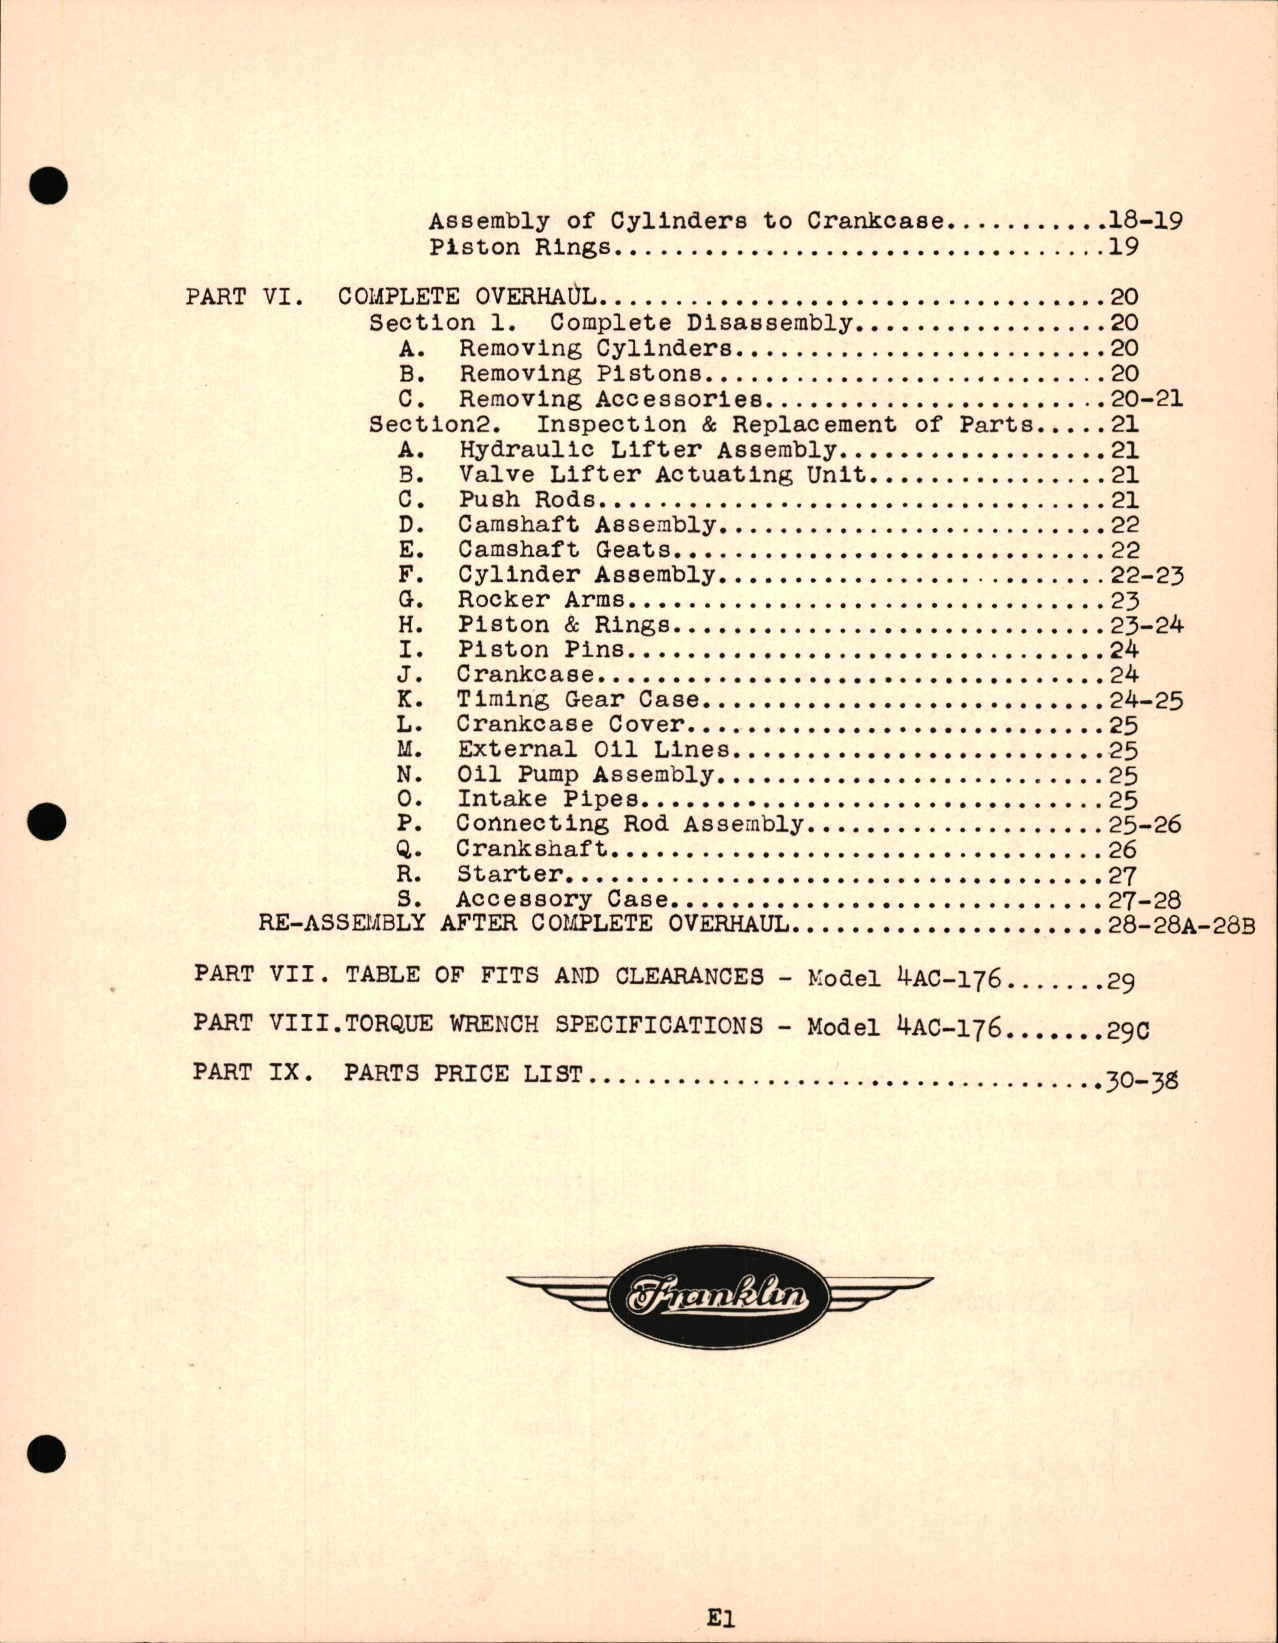 Assembly of Cylinders to Crankcase...........18-19
Piston Rings.................................19
PART VI. COMPLETE OVERHAUL..................................20
Section 1. Complete Disassembly.................20
A. Removing Cylinders.........................20
B. Removing Pistons...........................20
C. Removing Accessories.......................20-21
Section2. Inspection & Replacement of Parts.....21
A. Hydraulic Lifter Assembly..................21
B. Valve Lifter Actuating Unit................21
C. Push Rods..................................21
D. Camshaft Assembly..........................22
E. Camshaft Geats.............................22
F. Cylinder Assembly..........................22-23
G. Rocker Arms................................23
H. Piston & Rings.............................23-24
I. Piston Pins................................24
J. Crankcase..................................24
K. Timing Gear Case...........................24-25
L. Crankcase Cover............................25
M. External Oil Lines.........................25
N. Oil Pump Assembly..........................25
O. Intake Pipes...............................25
P. Connecting Rod Assembly....................25-26
Q. Crankshaft.................................26
R. Starter....................................27
S. Accessory Case.............................27-28
RE-ASSEMBLY AFTER COMPLETE OVERHAUL.....................28-28A-28B
PART VII. TABLE OF FITS AND CLEARANCES - Model 4AC-176.......29
PART VIII.TORQUE WRENCH SPECIFICATIONS - Model 4AC-176.......29C
PART IX. PARTS PRICE LIST...................................30-38
Franklin
E1